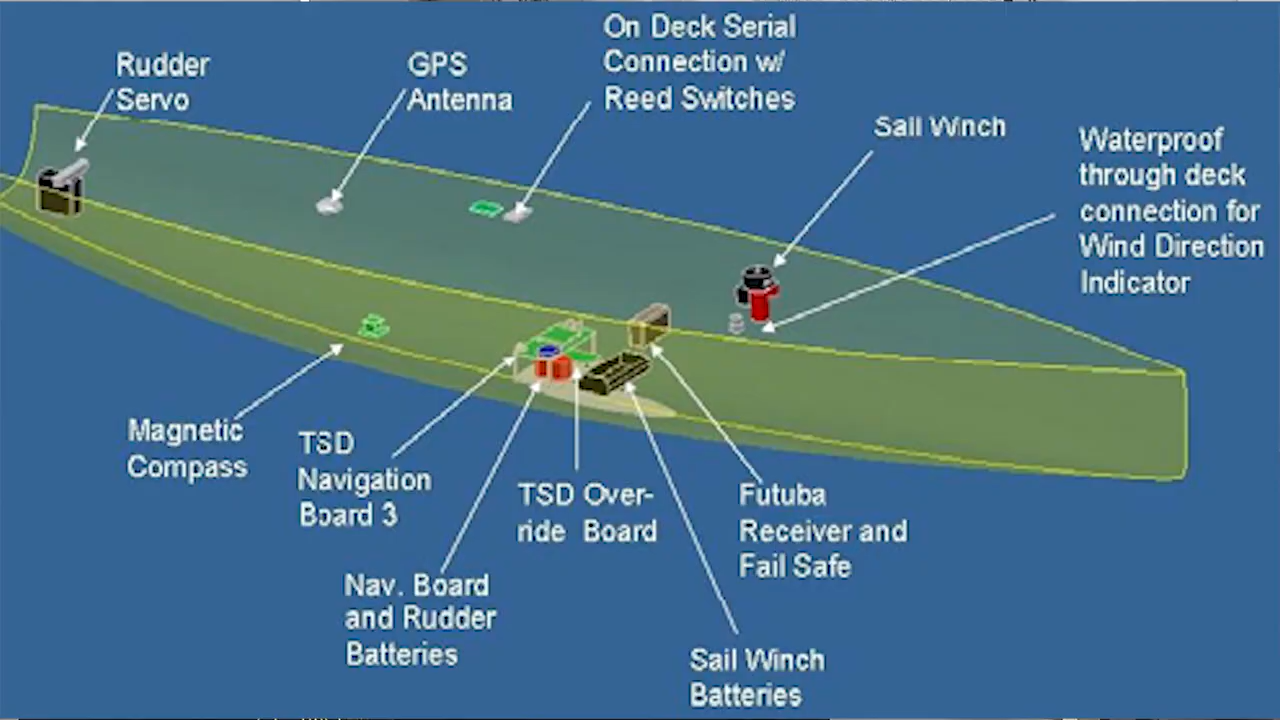 Rudder
Servo
GPS
Antenna
On Deck Serial
Connection w/
Reed Switches
Sail Winch
Waterproof
through deck
connection for
Wind Direction
Indicator
Magnetic
Compass
TSD
Navigation
Board 3
Nav. Board
and Rudder
Batteries
TSD Over-
ride Board
Futuba
Receiver and
Fail Safe
Sail Winch
Batteries